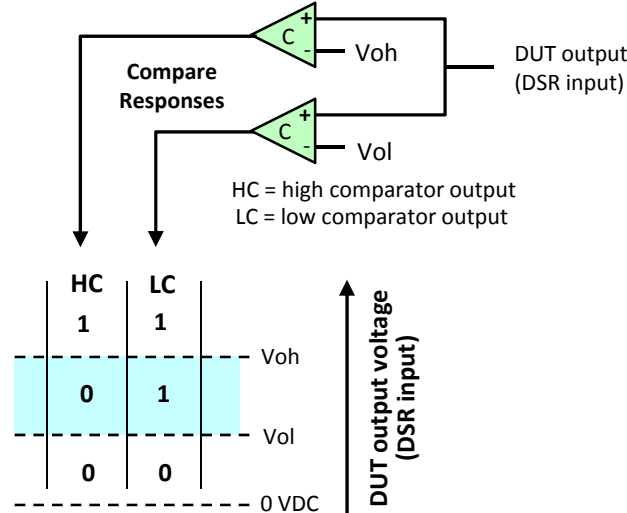 +
C
-
Voh
DUT output
(DSR input)
Compare
Responses
+
C
-
Vol
HC = high comparator output
LC = low comparator output
HC LC
1 1
Voh
0 1
Vol
0 0
0 VDC
DUT output voltage
(DSR input)